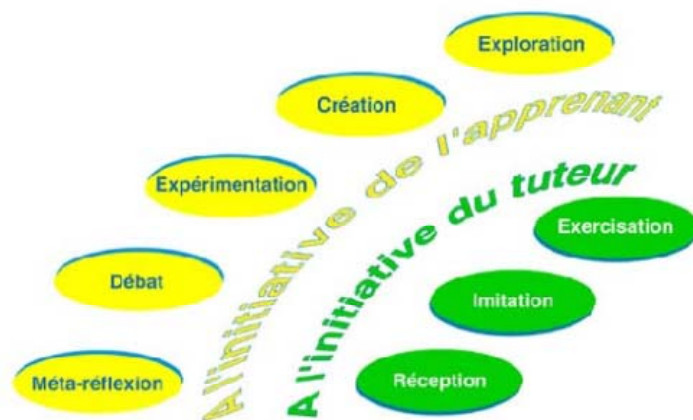 Exploration
Création
Expérimentation
Débat
Méta-réflexion
A l'initiative de l'apprenant
A l'initiative du tuteur
Exercisation
Imitation
Réception